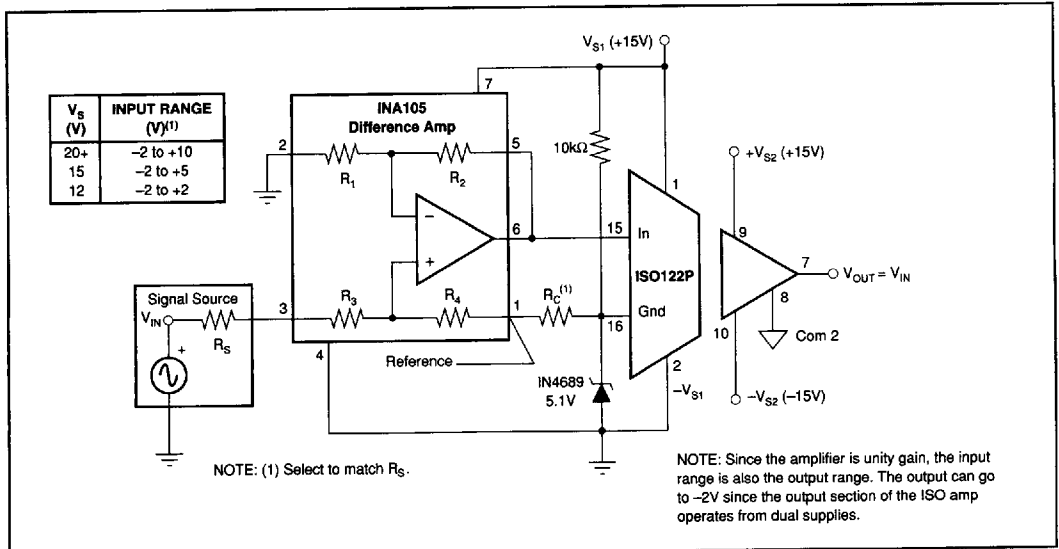 V_S1 (+15V)
7
V_S (V) INPUT RANGE (V)(1)
20+ –2 to +10
15 –2 to +5
12 –2 to +2
INA105
Difference Amp
2
R_1
R_2
5
10kΩ
+V_S2 (+15V)
1
–
+
6
15
In
9
ISO122P
7
V_OUT = V_IN
8
Signal Source
V_IN
R_S
+
3
R_3
R_4
1
R_C(1)
16
Gnd
10
Com 2
4
Reference
2
IN4689
5.1V
–V_S1
–V_S2 (–15V)
NOTE: (1) Select to match R_S.
NOTE: Since the amplifier is unity gain, the input
range is also the output range. The output can go
to –2V since the output section of the ISO amp
operates from dual supplies.